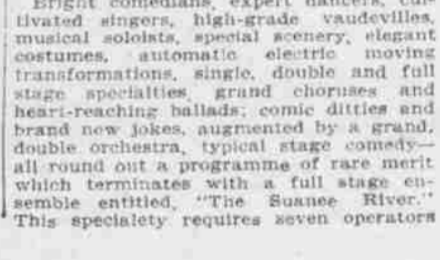 Bright comedians, expert dancers, cul-
tivated singers, high-grade vaudevilles,
musical soloists, special scenery, elegant
costumes, automatic electric moving
transformations, single, double and full
stage specialties, grand choruses and
heart-reaching ballads; comic ditties and
brand new jokes, augmented by a grand,
double orchestra, typical stage comedy—
all round out a programme of rare merit
which terminates with a full stage en-
semble entitled, "The Suanee River."
This specialety requires seven operators